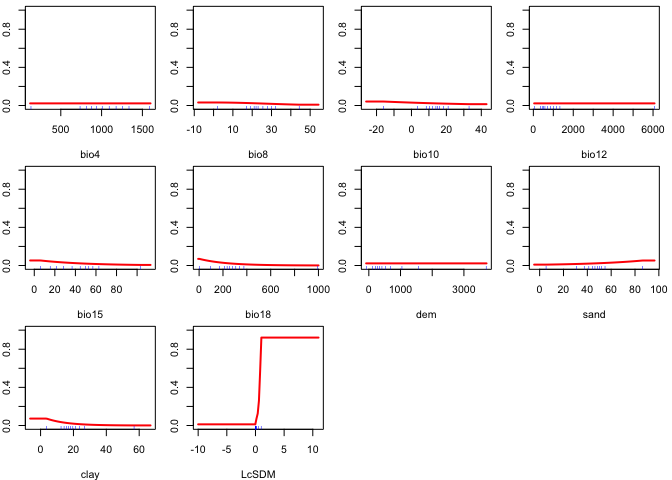 0.0 0.4 0.8
500 1000 1500
bio4
0.0 0.4 0.8
-10 10 30 50
bio8
0.0 0.4 0.8
-20 0 20 40
bio10
0.0 0.4 0.8
0 2000 4000 6000
bio12
0.0 0.4 0.8
0 20 40 60 80
bio15
0.0 0.4 0.8
0 200 600 1000
bio18
0.0 0.4 0.8
0 1000 3000
dem
0.0 0.4 0.8
0 20 40 60 80 100
sand
0.0 0.4 0.8
0 20 40 60
clay
0.0 0.4 0.8
-10 -5 0 5 10
LcSDM